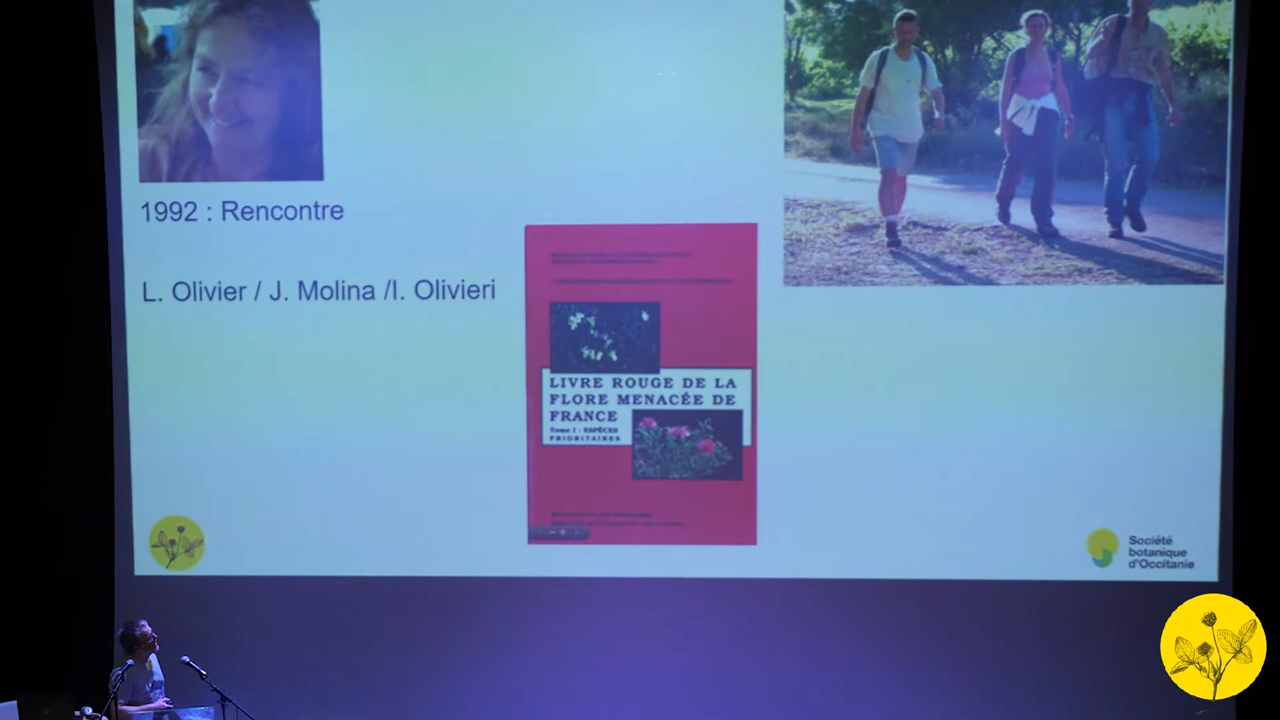 1992 : Rencontre
L. Olivier / J. Molina /I. Olivieri
LIVRE ROUGE DE LA
FLORE MENACÉE DE
FRANCE
Tome I : ESPÈCES
PRIORITAIRES
Société
botanique
d'Occitanie